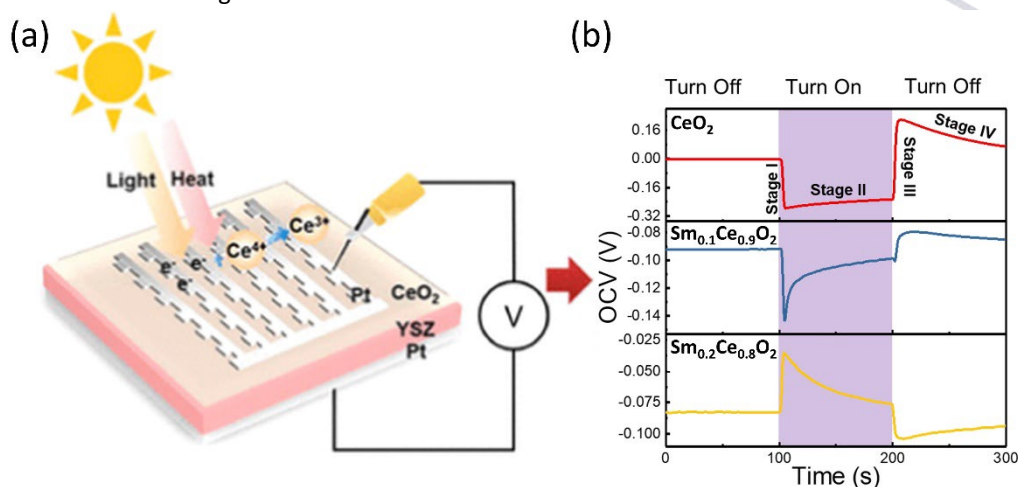 (a)
Light Heat
Ce3+
Ce4+
e- e-
e-
Pt CeO2
YSZ
Pt
V
(b)
Turn Off Turn On Turn Off
CeO2
0.16
0.00
-0.16
-0.32
Stage I
Stage II
Stage III
Stage IV
Sm0.1Ce0.9O2
-0.08
-0.10
-0.12
-0.14
OCV (V)
Sm0.2Ce0.8O2
-0.025
-0.050
-0.075
-0.100
0 100 200 300
Time (s)